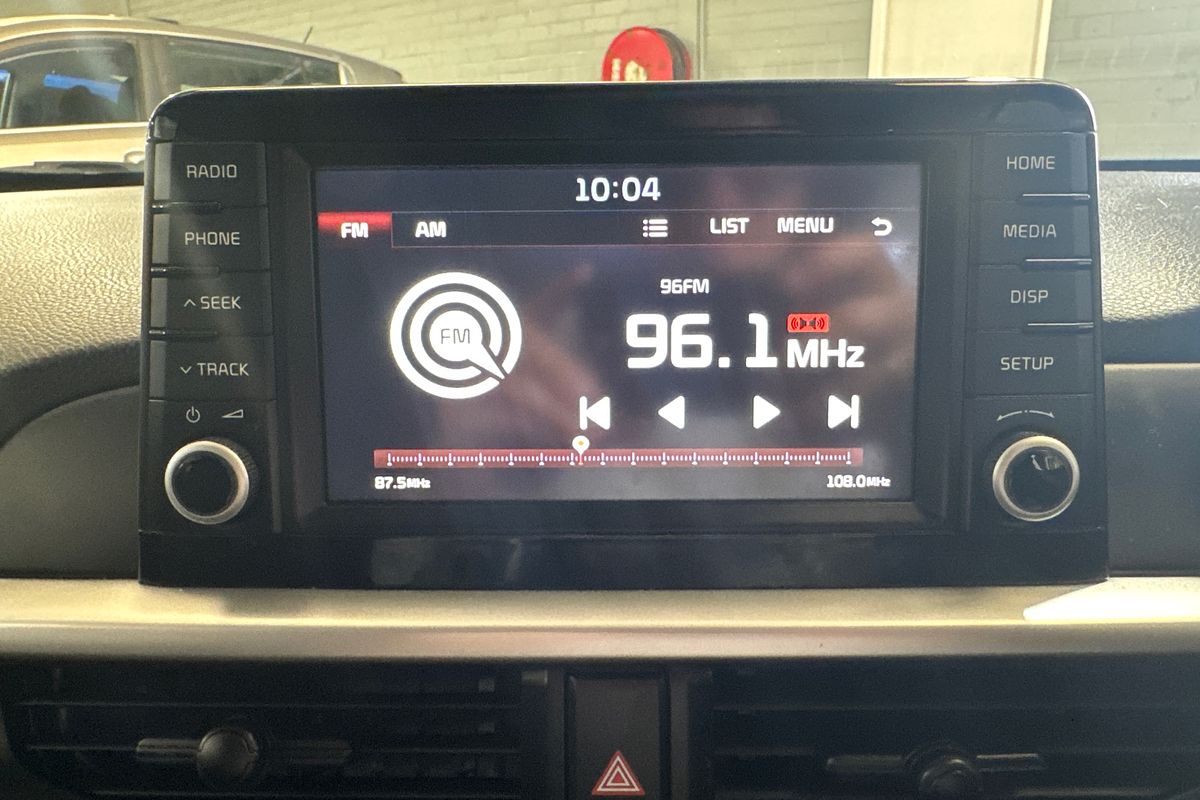 RADIO
PHONE
SEEK
TRACK
10:04
FM AM LIST MENU
FM
96FM
96.1 MHz
87.5MHz 108.0MHz
HOME
MEDIA
DISP
SETUP